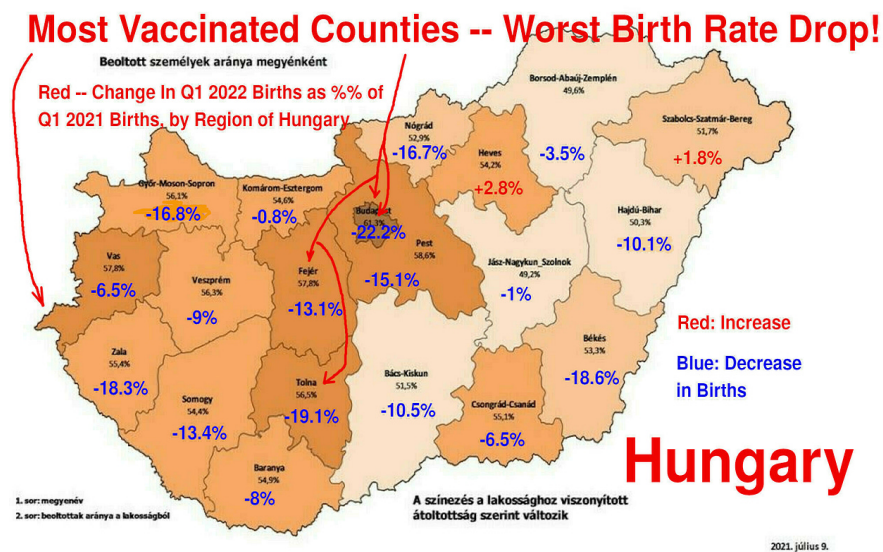 Most Vaccinated Counties -- Worst Birth Rate Drop!
Beoltott személyek aránya megyénként
Red -- Change In Q1 2022 Births as %% of
Q1 2021 Births, by Region of Hungary
Borsod-Abaúj-Zemplén
49,6%
-3.5%
Szabolcs-Szatmár-Bereg
51,7%
+1.8%
Nógrád
52,9%
-16.7%
Heves
54,2%
+2.8%
Győr-Moson-Sopron
56,1%
-16.8%
Komárom-Esztergom
54,6%
-0.8%
Budapest
61,3%
-22.2%
Pest
58,6%
-15.1%
Hajdú-Bihar
50,3%
-10.1%
Vas
57,8%
-6.5%
Veszprém
56,3%
-9%
Fejér
57,8%
-13.1%
Jász-Nagykun_Szolnok
49,2%
-1%
Red: Increase
Blue: Decrease
in Births
Zala
55,4%
-18.3%
Somogy
54,4%
-13.4%
Tolna
56,5%
-19.1%
Bács-Kiskun
51,5%
-10.5%
Csongrád-Csanád
55,1%
-6.5%
Békés
53,3%
-18.6%
Baranya
54,9%
-8%
Hungary
1. sor: megyenév
2. sor: beoltottak aránya a lakosságból
A színezés a lakossághoz viszonyított
átoltottság szerint változik
2021. július 9.